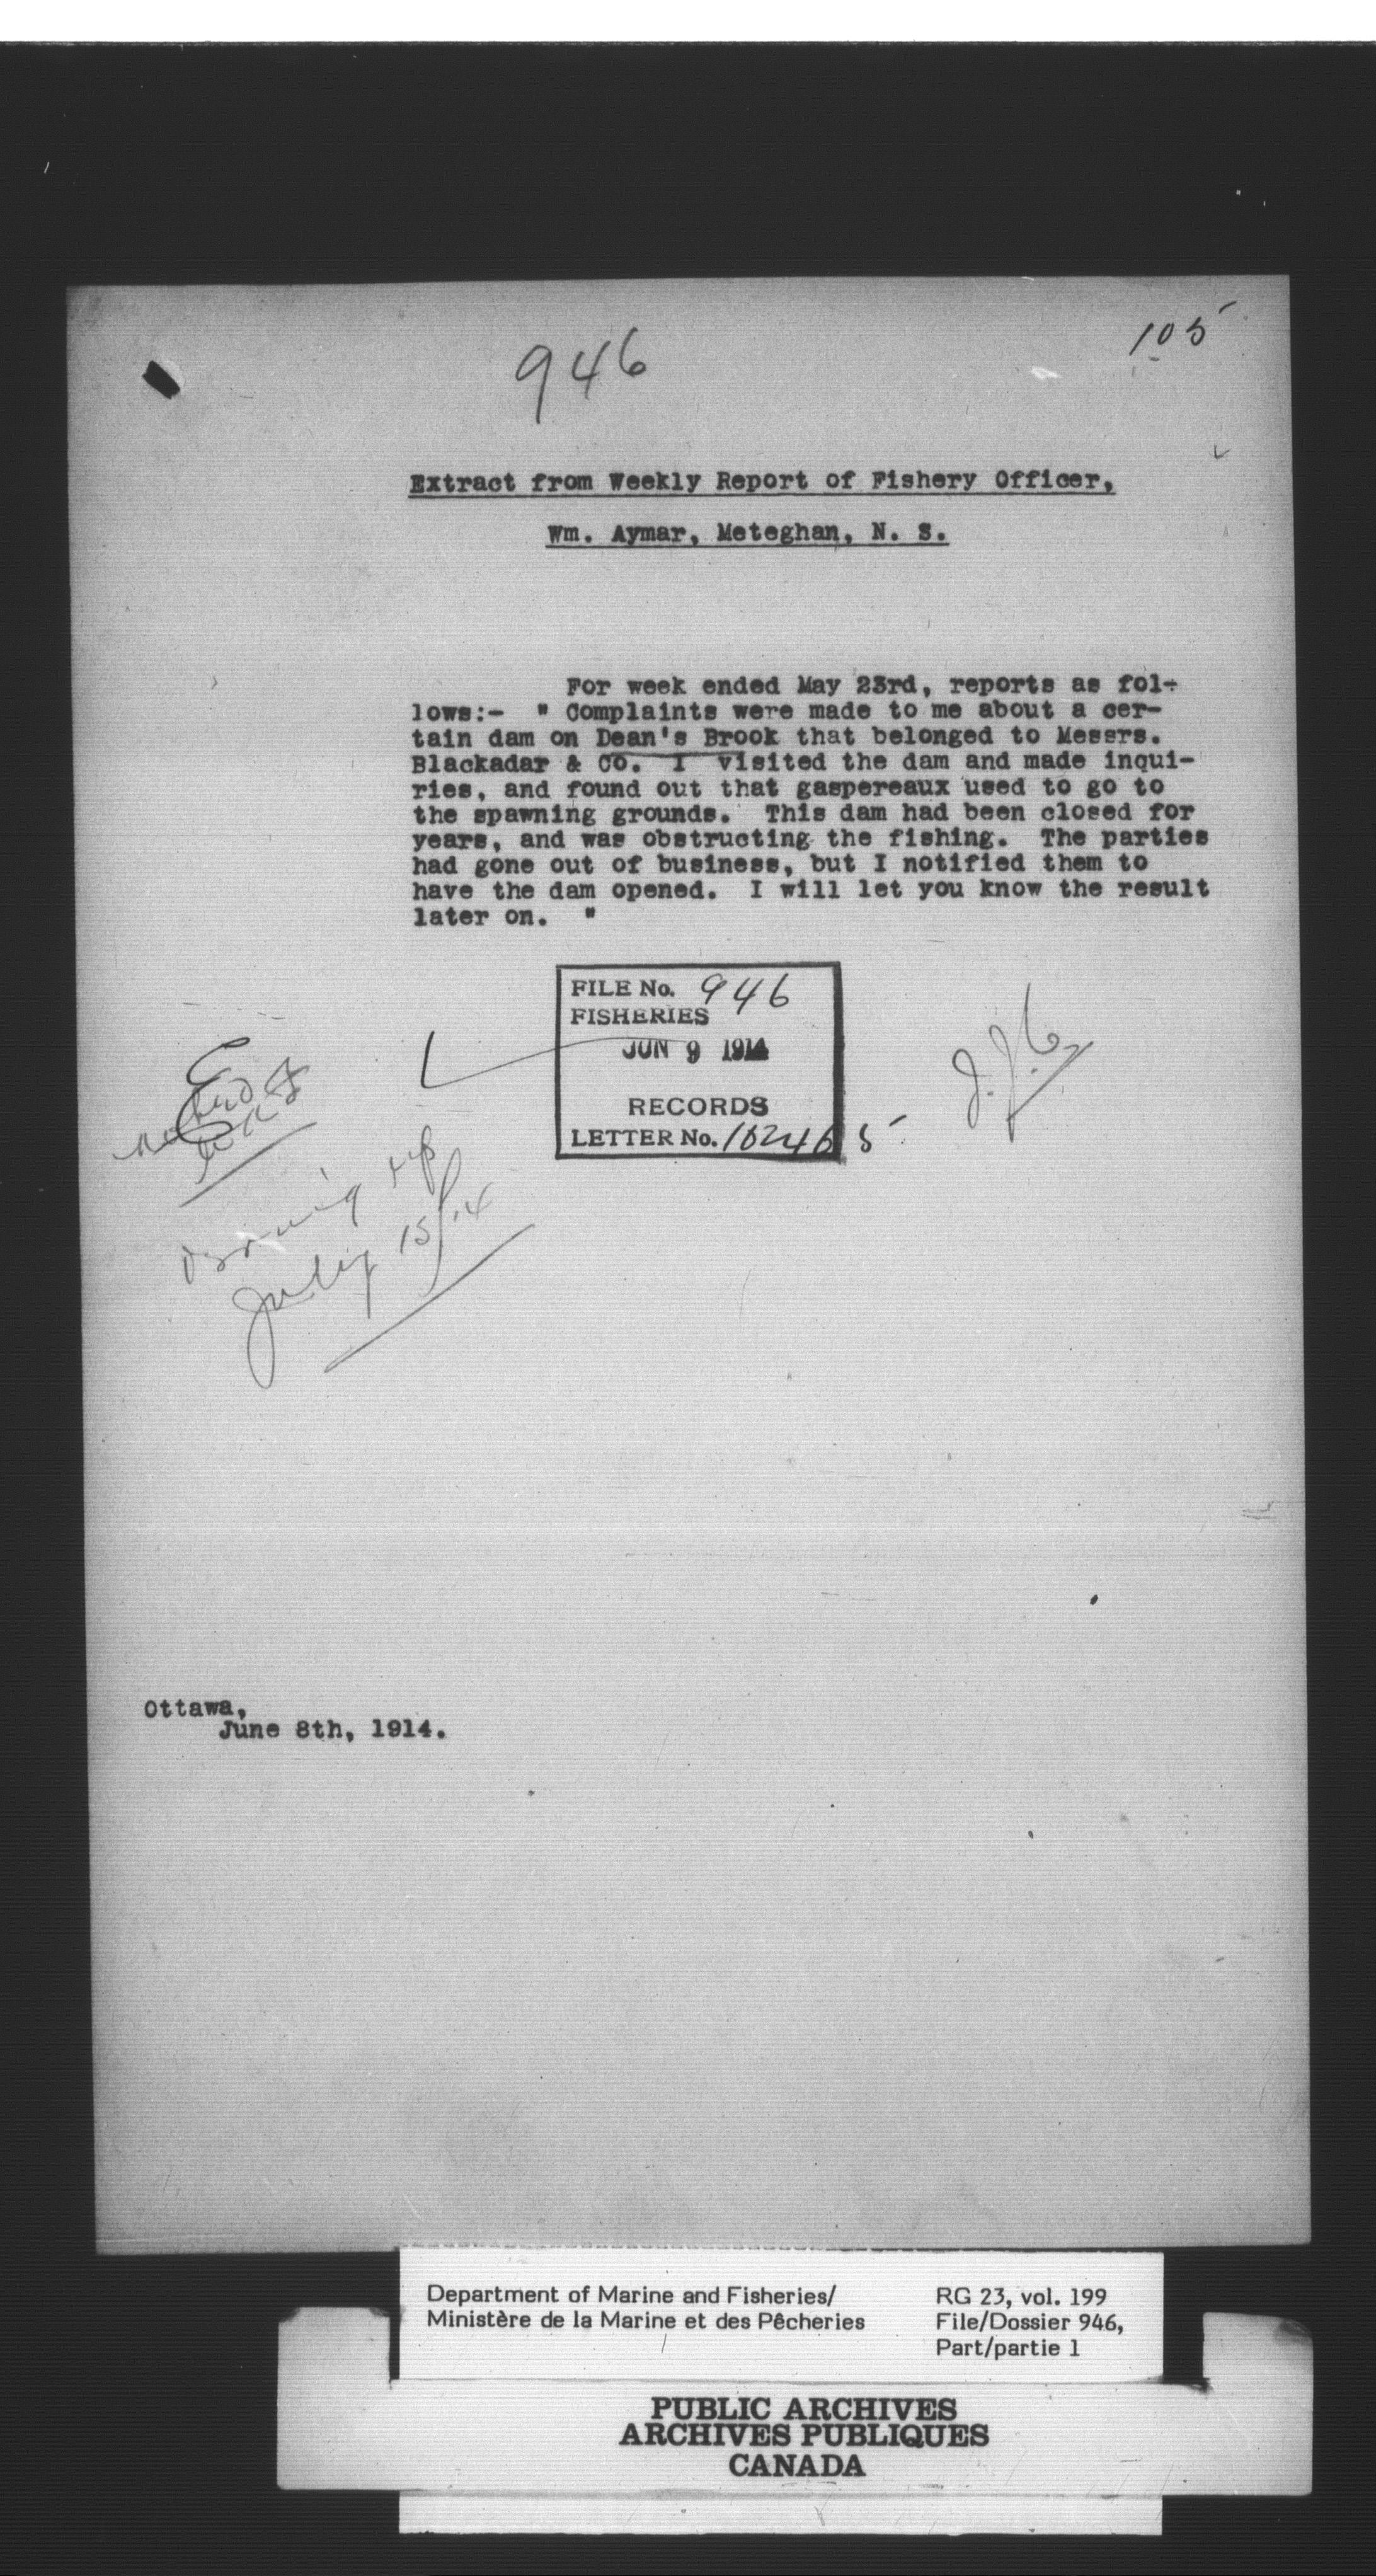 946
105
Extract from Weekly Report of Fishery Officer,
Wm. Aymar, Meteghan, N. S.
For week ended May 23rd, reports as fol-
lows:- " Complaints were made to me about a cer-
tain dam on Dean's Brook that belonged to Messrs.
Blackadar & Co. I visited the dam and made inqui-
ries, and found out that gaspereaux used to go to
the spawning grounds. This dam had been closed for
years, and was obstructing the fishing. The parties
had gone out of business, but I notified them to
have the dam opened. I will let you know the result
later on. "
FILE No. 946
FISHERIES
JUN 9 1914
RECORDS
LETTER No. 102465
Bring up
July 15/14
Ottawa,
June 8th, 1914.
Department of Marine and Fisheries/
Ministère de la Marine et des Pêcheries
RG 23, vol. 199
File/Dossier 946,
Part/partie 1
PUBLIC ARCHIVES
ARCHIVES PUBLIQUES
CANADA